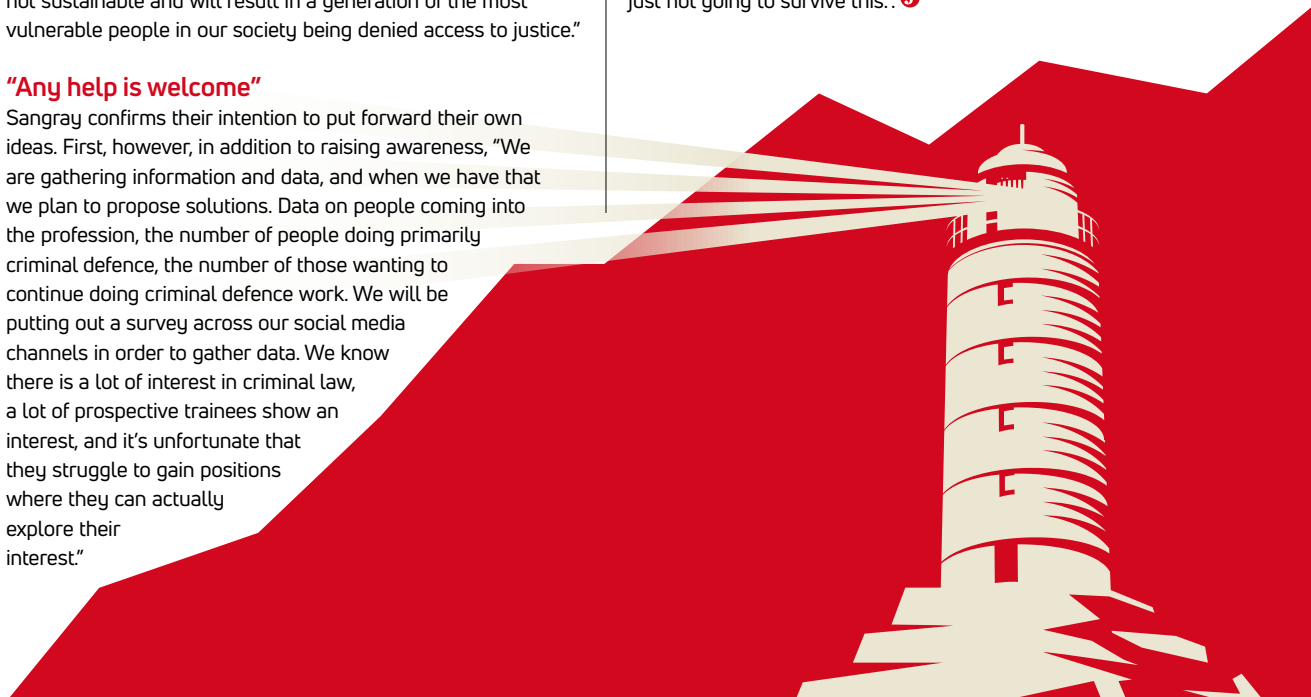 not sustainable and will result in a generation of the most
vulnerable people in our society being denied access to justice.”
“Any help is welcome”
Sangray confirms their intention to put forward their own
ideas. First, however, in addition to raising awareness, “We
are gathering information and data, and when we have that
we plan to propose solutions. Data on people coming into
the profession, the number of people doing primarily
criminal defence, the number of those wanting to
continue doing criminal defence work. We will be
putting out a survey across our social media
channels in order to gather data. We know
there is a lot of interest in criminal law,
a lot of prospective trainees show an
interest, and it’s unfortunate that
they struggle to gain positions
where they can actually
explore their
interest.”
just not going to survive this. .